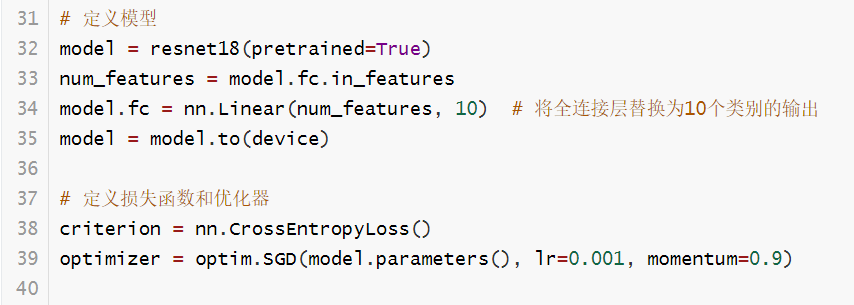 31 # 定义模型
32 model = resnet18(pretrained=True)
33 num_features = model.fc.in_features
34 model.fc = nn.Linear(num_features, 10)  # 将全连接层替换为10个类别的输出
35 model = model.to(device)
36
37 # 定义损失函数和优化器
38 criterion = nn.CrossEntropyLoss()
39 optimizer = optim.SGD(model.parameters(), lr=0.001, momentum=0.9)
40